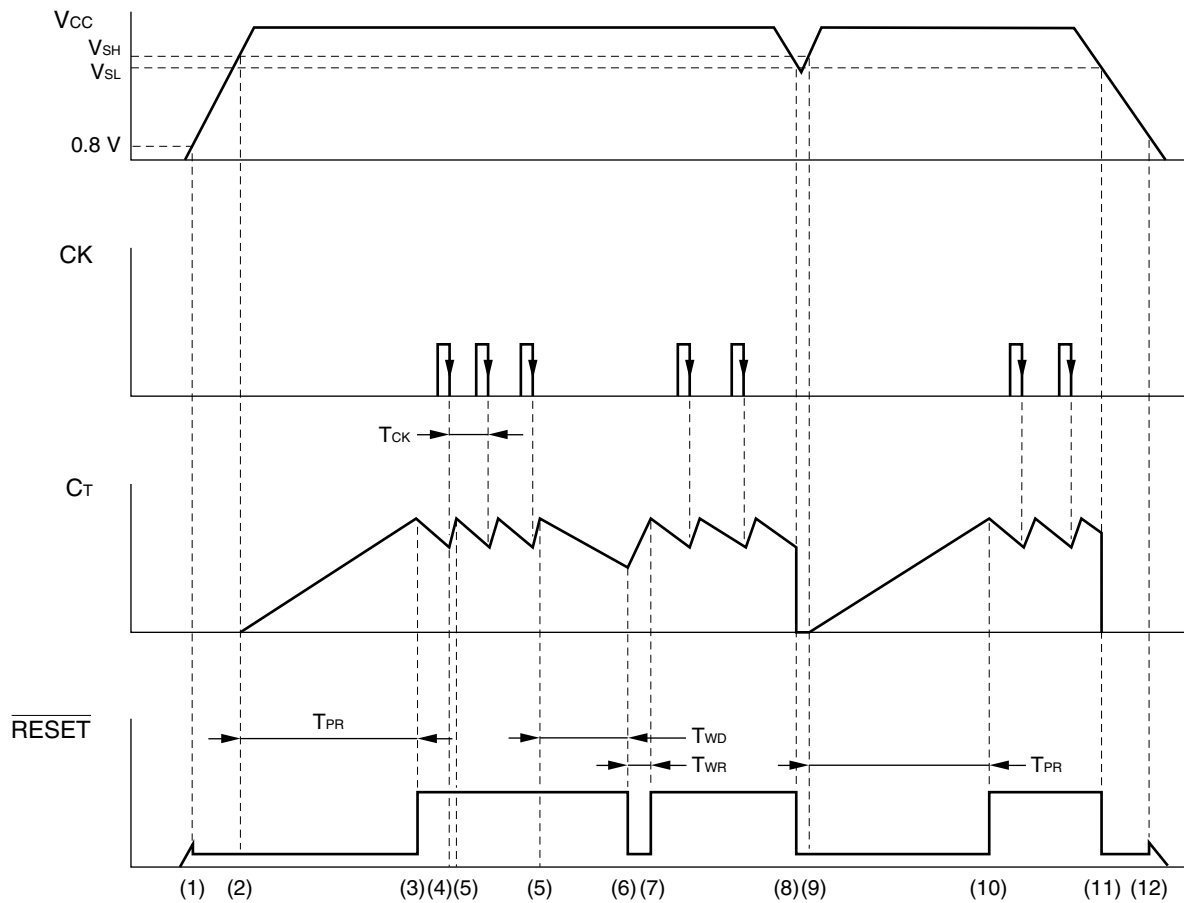 VCC
VSH
VSL
0.8 V
CK
TCK
CT
RESET
TPR
TWD
TWR
TPR
(1) (2) (3) (4) (5) (5) (6) (7) (8) (9) (10) (11) (12)